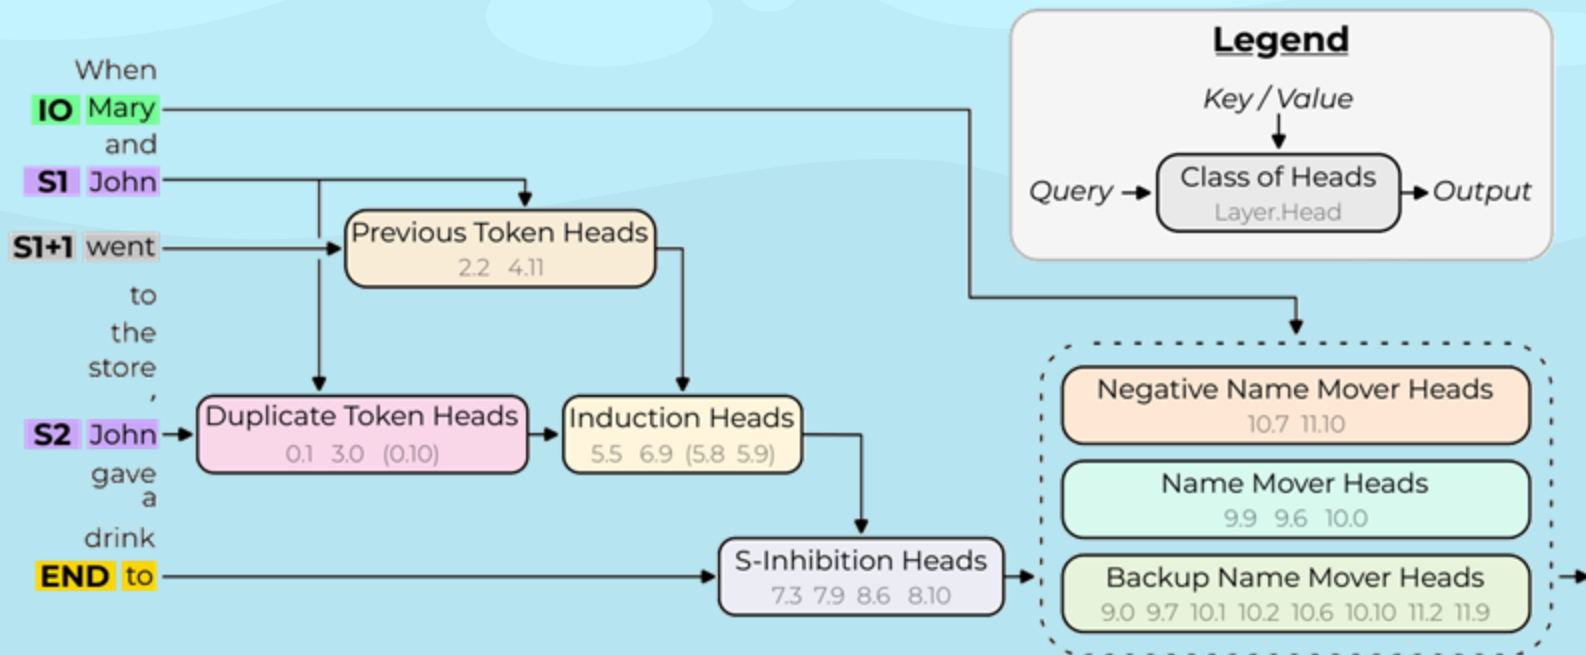 Legend
Key / Value
Query
Class of Heads
Layer.Head
Output
When
IO Mary
and
S1 John
S1+1 went
to
the
store
,
S2 John
gave
a
drink
END to
Previous Token Heads
2.2 4.11
Duplicate Token Heads
0.1 3.0 (0.10)
Induction Heads
5.5 6.9 (5.8 5.9)
S-Inhibition Heads
7.3 7.9 8.6 8.10
Negative Name Mover Heads
10.7 11.10
Name Mover Heads
9.9 9.6 10.0
Backup Name Mover Heads
9.0 9.7 10.1 10.2 10.6 10.10 11.2 11.9